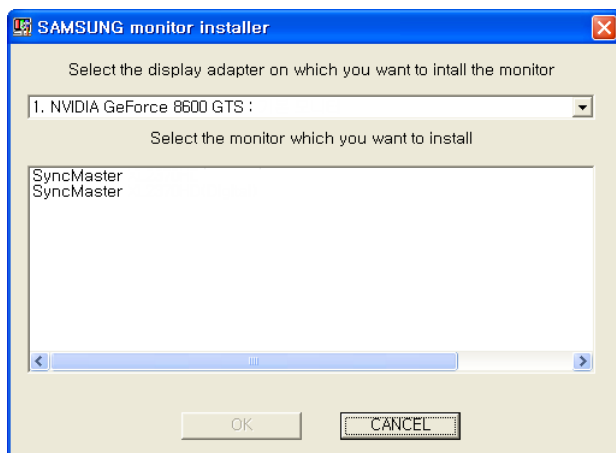 SAMSUNG monitor installer
Select the display adapter on which you want to intall the monitor
1. NVIDIA GeForce 8600 GTS :
Select the monitor which you want to install
SyncMaster
SyncMaster
OK
CANCEL